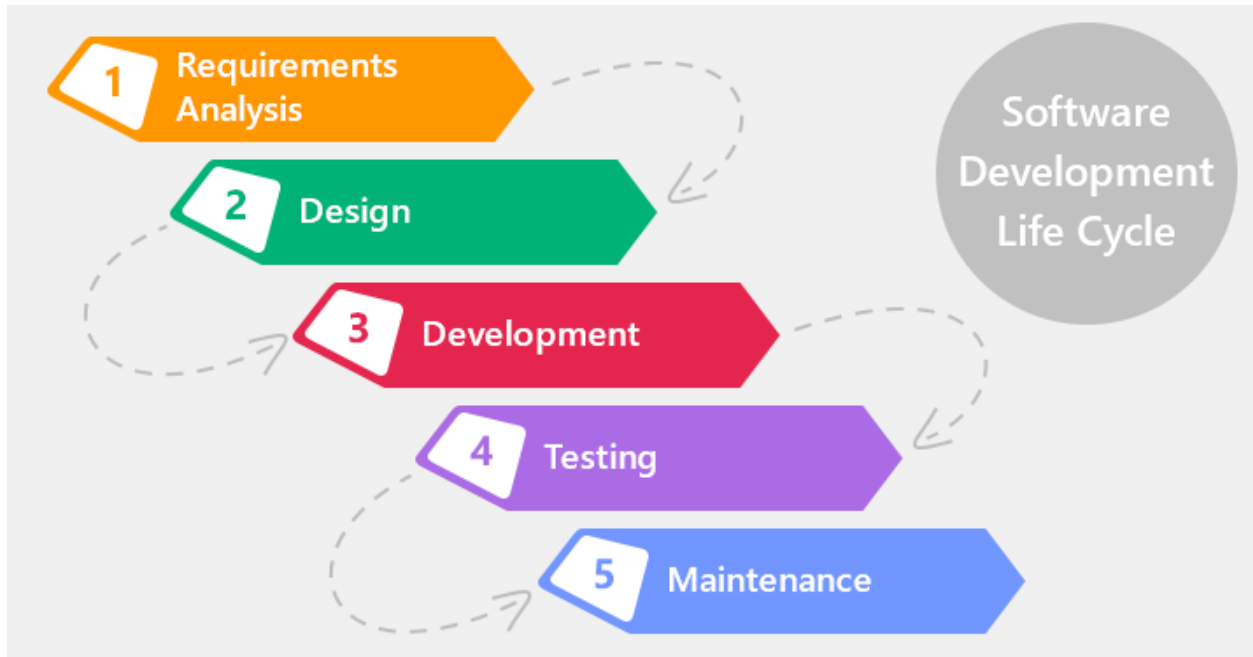 1
Requirements
Analysis
2
Design
3
Development
4
Testing
5
Maintenance
Software
Development
Life Cycle